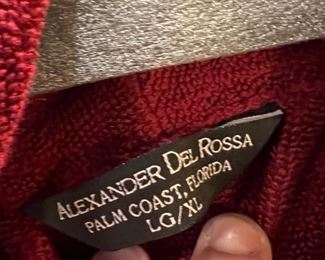 ALEXANDER DEL ROSSA
PALM COAST, FLORIDA
LG/XL